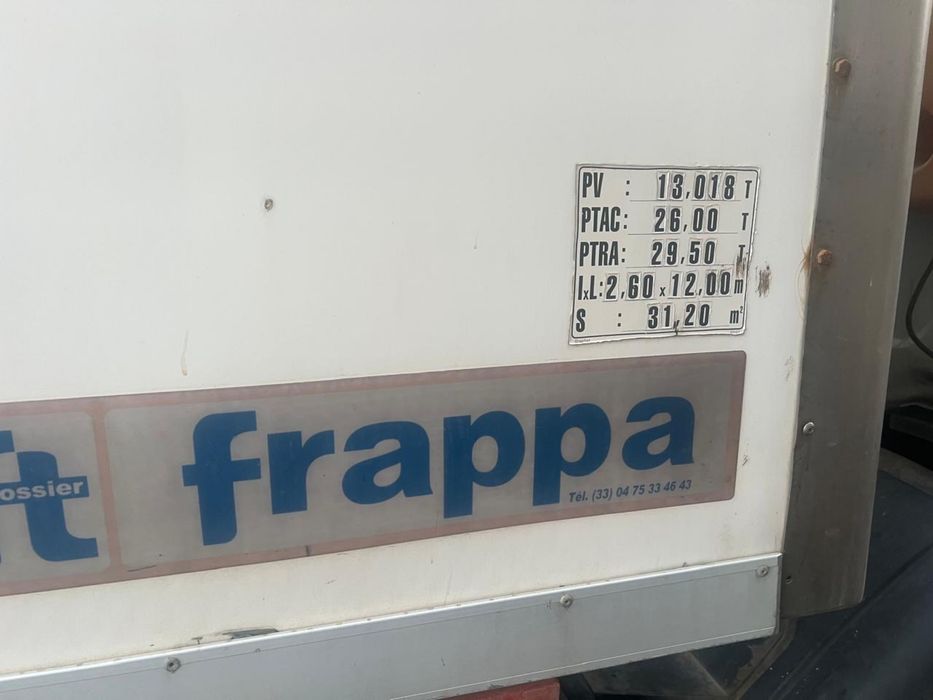 PV : 13,018 T
PTAC: 26,00 T
PTRA: 29,50 T
lxL: 2,60 x 12,00 m
S : 31,20 m²
frappa
ossier
Tél. (33) 04 75 33 46 43